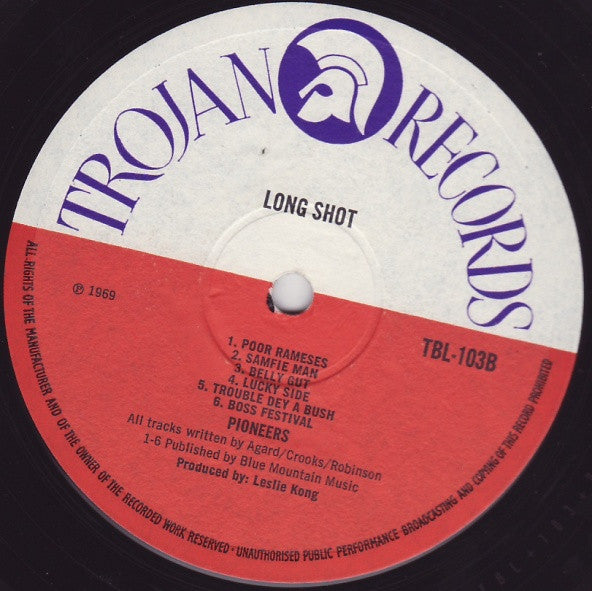 TROJAN RECORDS
LONG SHOT
℗ 1969
TBL-103B
1. POOR RAMESES
2. SAMFIE MAN
3. BELLY GUT
4. LUCKY SIDE
5. TROUBLE DEY A BUSH
6. BOSS FESTIVAL
PIONEERS
All tracks written by Agard/Crooks/Robinson
1-6 Published by Blue Mountain Music
Produced by: Leslie Kong
ALL RIGHTS OF THE MANUFACTURER AND OF THE OWNER OF THE RECORDED WORK RESERVED · UNAUTHORISED PUBLIC PERFORMANCE BROADCASTING AND COPYING OF THIS RECORD PROHIBITED